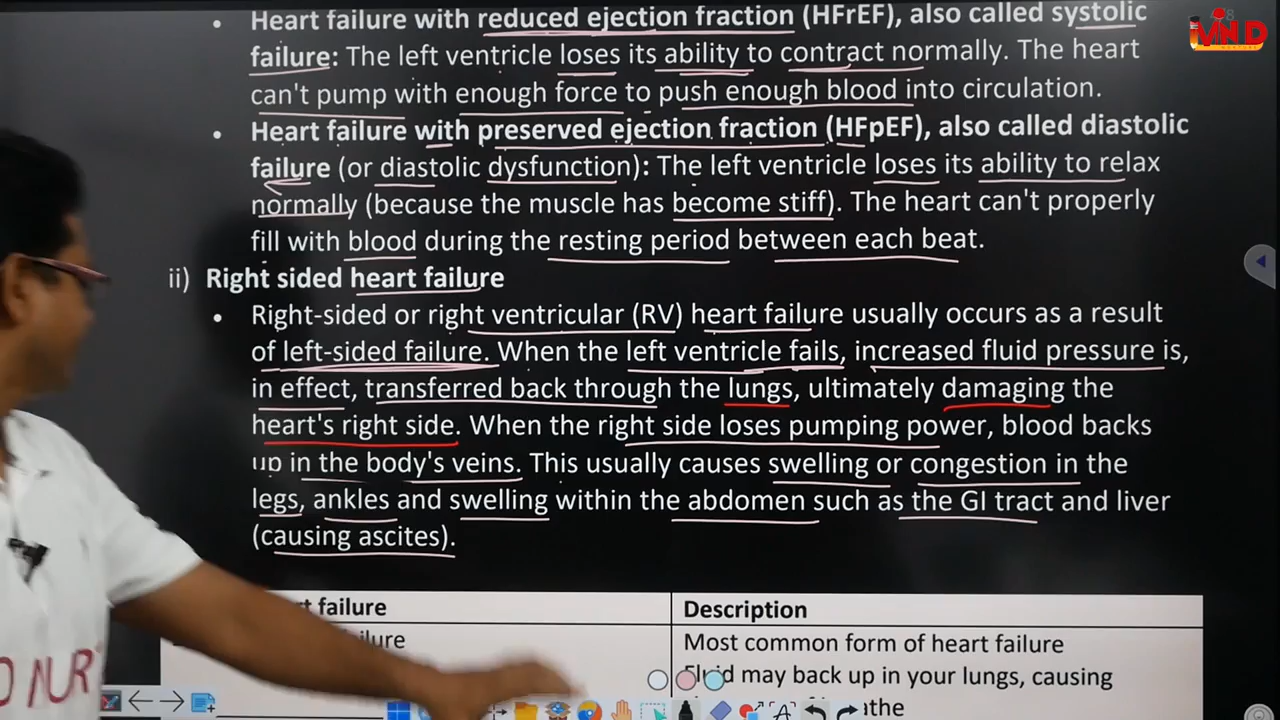 • Heart failure with reduced ejection fraction (HFrEF), also called systolic
failure: The left ventricle loses its ability to contract normally. The heart
can't pump with enough force to push enough blood into circulation.
• Heart failure with preserved ejection fraction (HFpEF), also called diastolic
failure (or diastolic dysfunction): The left ventricle loses its ability to relax
normally (because the muscle has become stiff). The heart can't properly
fill with blood during the resting period between each beat.
ii) Right sided heart failure
• Right-sided or right ventricular (RV) heart failure usually occurs as a result
of left-sided failure. When the left ventricle fails, increased fluid pressure is,
in effect, transferred back through the lungs, ultimately damaging the
heart's right side. When the right side loses pumping power, blood backs
up in the body's veins. This usually causes swelling or congestion in the
legs, ankles and swelling within the abdomen such as the GI tract and liver
(causing ascites).
failure Description
Most common form of heart failure
Fluid may back up in your lungs, causing